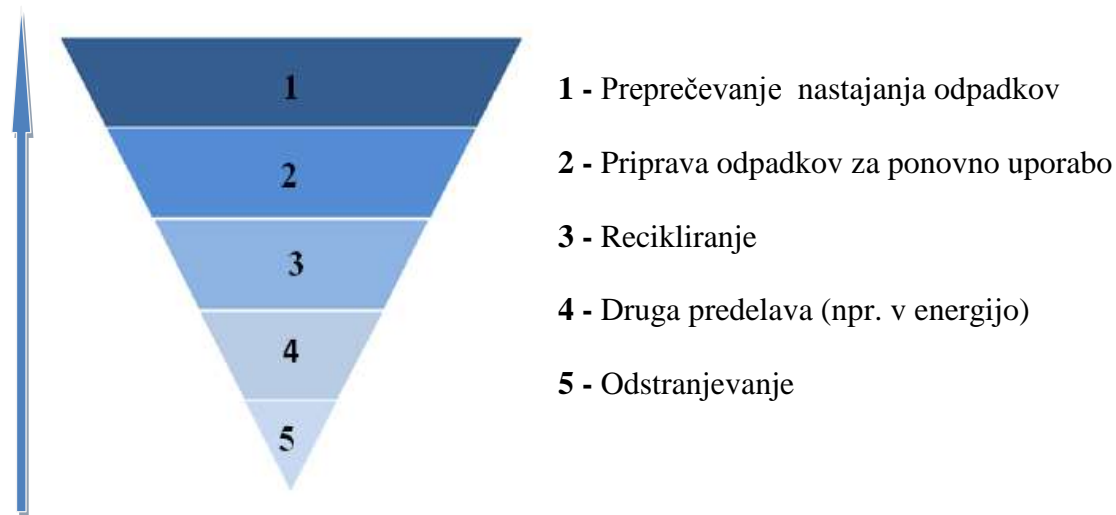 1
2
3
4
5
1 - Preprečevanje nastajanja odpadkov
2 - Priprava odpadkov za ponovno uporabo
3 - Recikliranje
4 - Druga predelava (npr. v energijo)
5 - Odstranjevanje